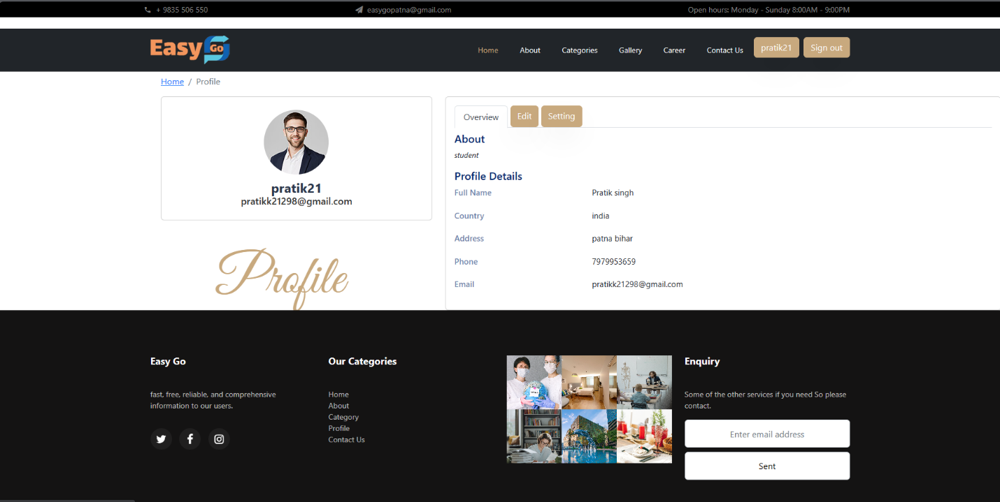 + 9835 506 550
easygopatna@gmail.com
Open hours: Monday - Sunday 8:00AM - 9:00PM
Easy Go
Home
About
Categories
Gallery
Career
Contact Us
pratik21
Sign out
Home / Profile
pratik21
pratikk21298@gmail.com
Profile
Overview
Edit
Setting
About
student
Profile Details
Full Name Pratik singh
Country india
Address patna bihar
Phone 7979953659
Email pratikk21298@gmail.com
Easy Go
fast, free, reliable, and comprehensive
information to our users.
Our Categories
Home
About
Category
Profile
Contact Us
Enquiry
Some of the other services if you need So please
contact.
Enter email address
Sent